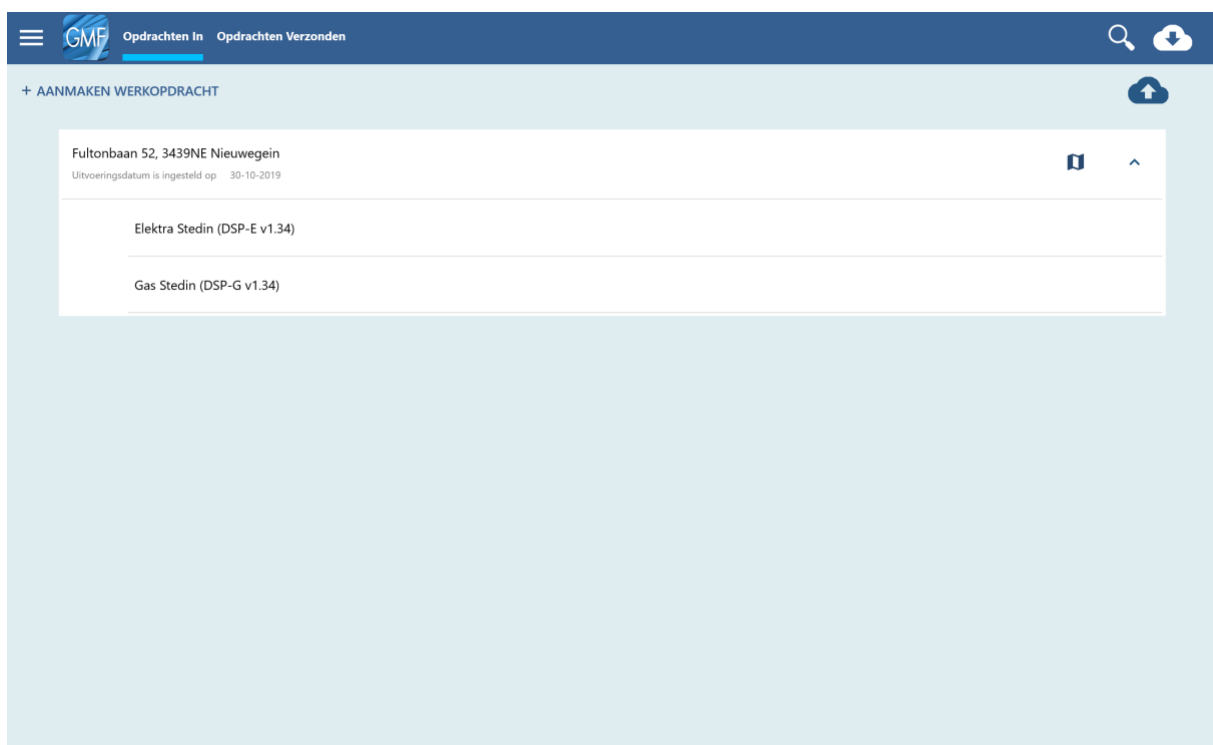 GMF Opdrachten In Opdrachten Verzonden
+ AANMAKEN WERKOPDRACHT
Fultonbaan 52, 3439NE Nieuwegein
Uitvoeringsdatum is ingesteld op 30-10-2019
Elektra Stedin (DSP-E v1.34)
Gas Stedin (DSP-G v1.34)